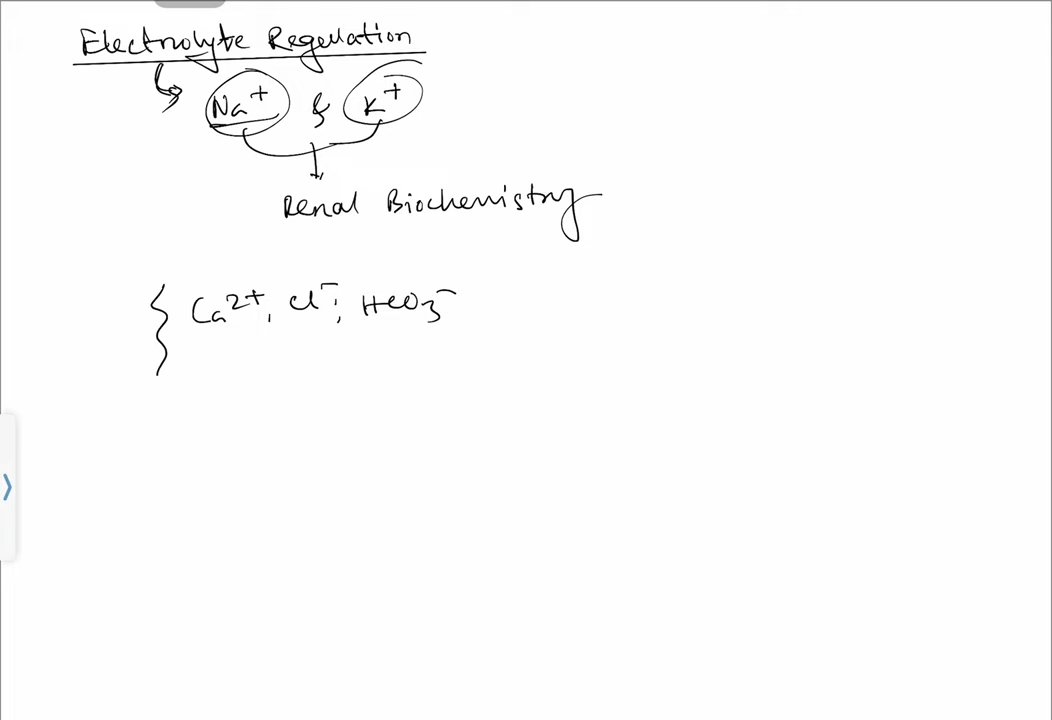 Electrolyte Regulation
Na+ & K+
Renal Biochemistry
Ca2+, Cl-, HCO3-